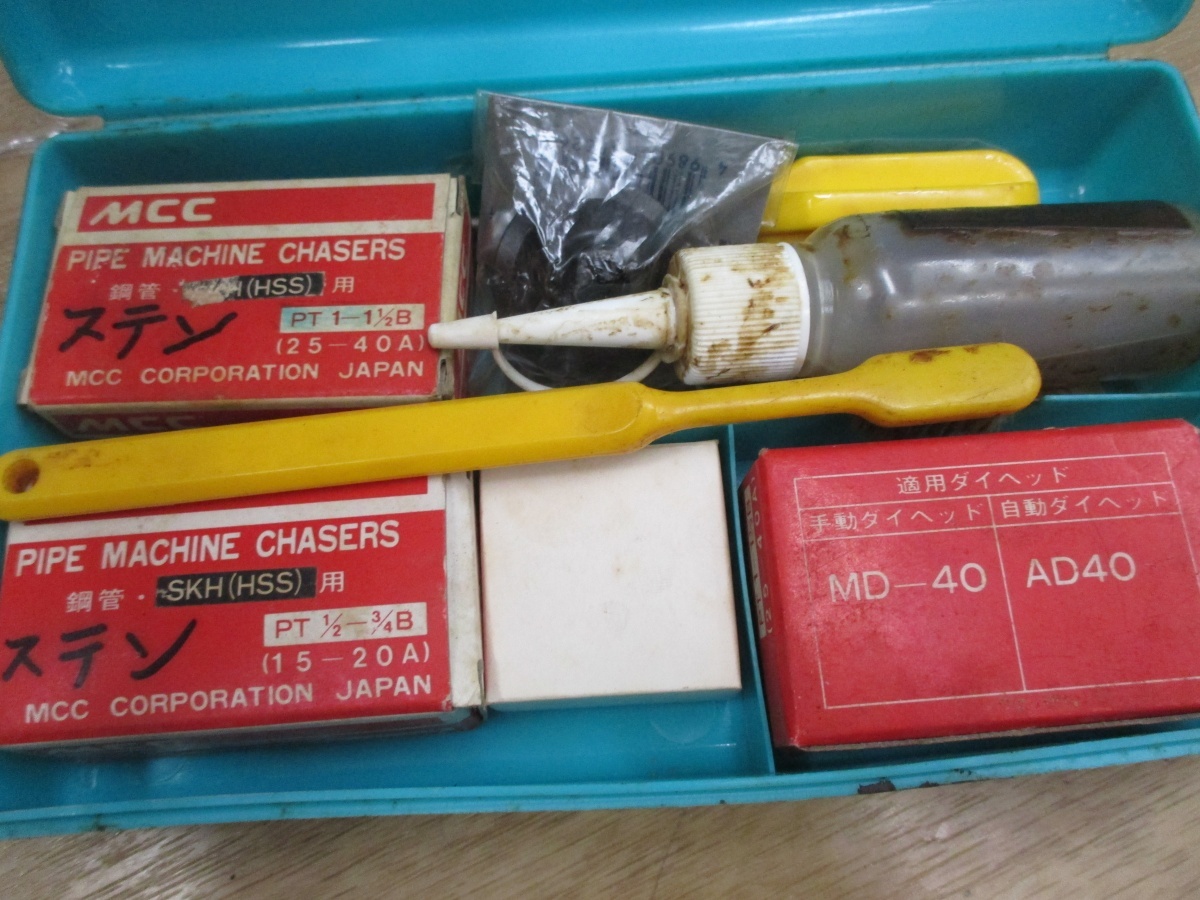 MCC
PIPE MACHINE CHASERS
鋼管 H(HSS) 用
ステン
PT 1-1½B
(25-40A)
MCC CORPORATION JAPAN
MCC
PIPE MACHINE CHASERS
鋼管・SKH(HSS)用
ステン
PT ½-¾B
(15-20A)
MCC CORPORATION JAPAN
適用ダイヘッド
手動ダイヘッド 自動ダイヘッド
MD-40 AD40